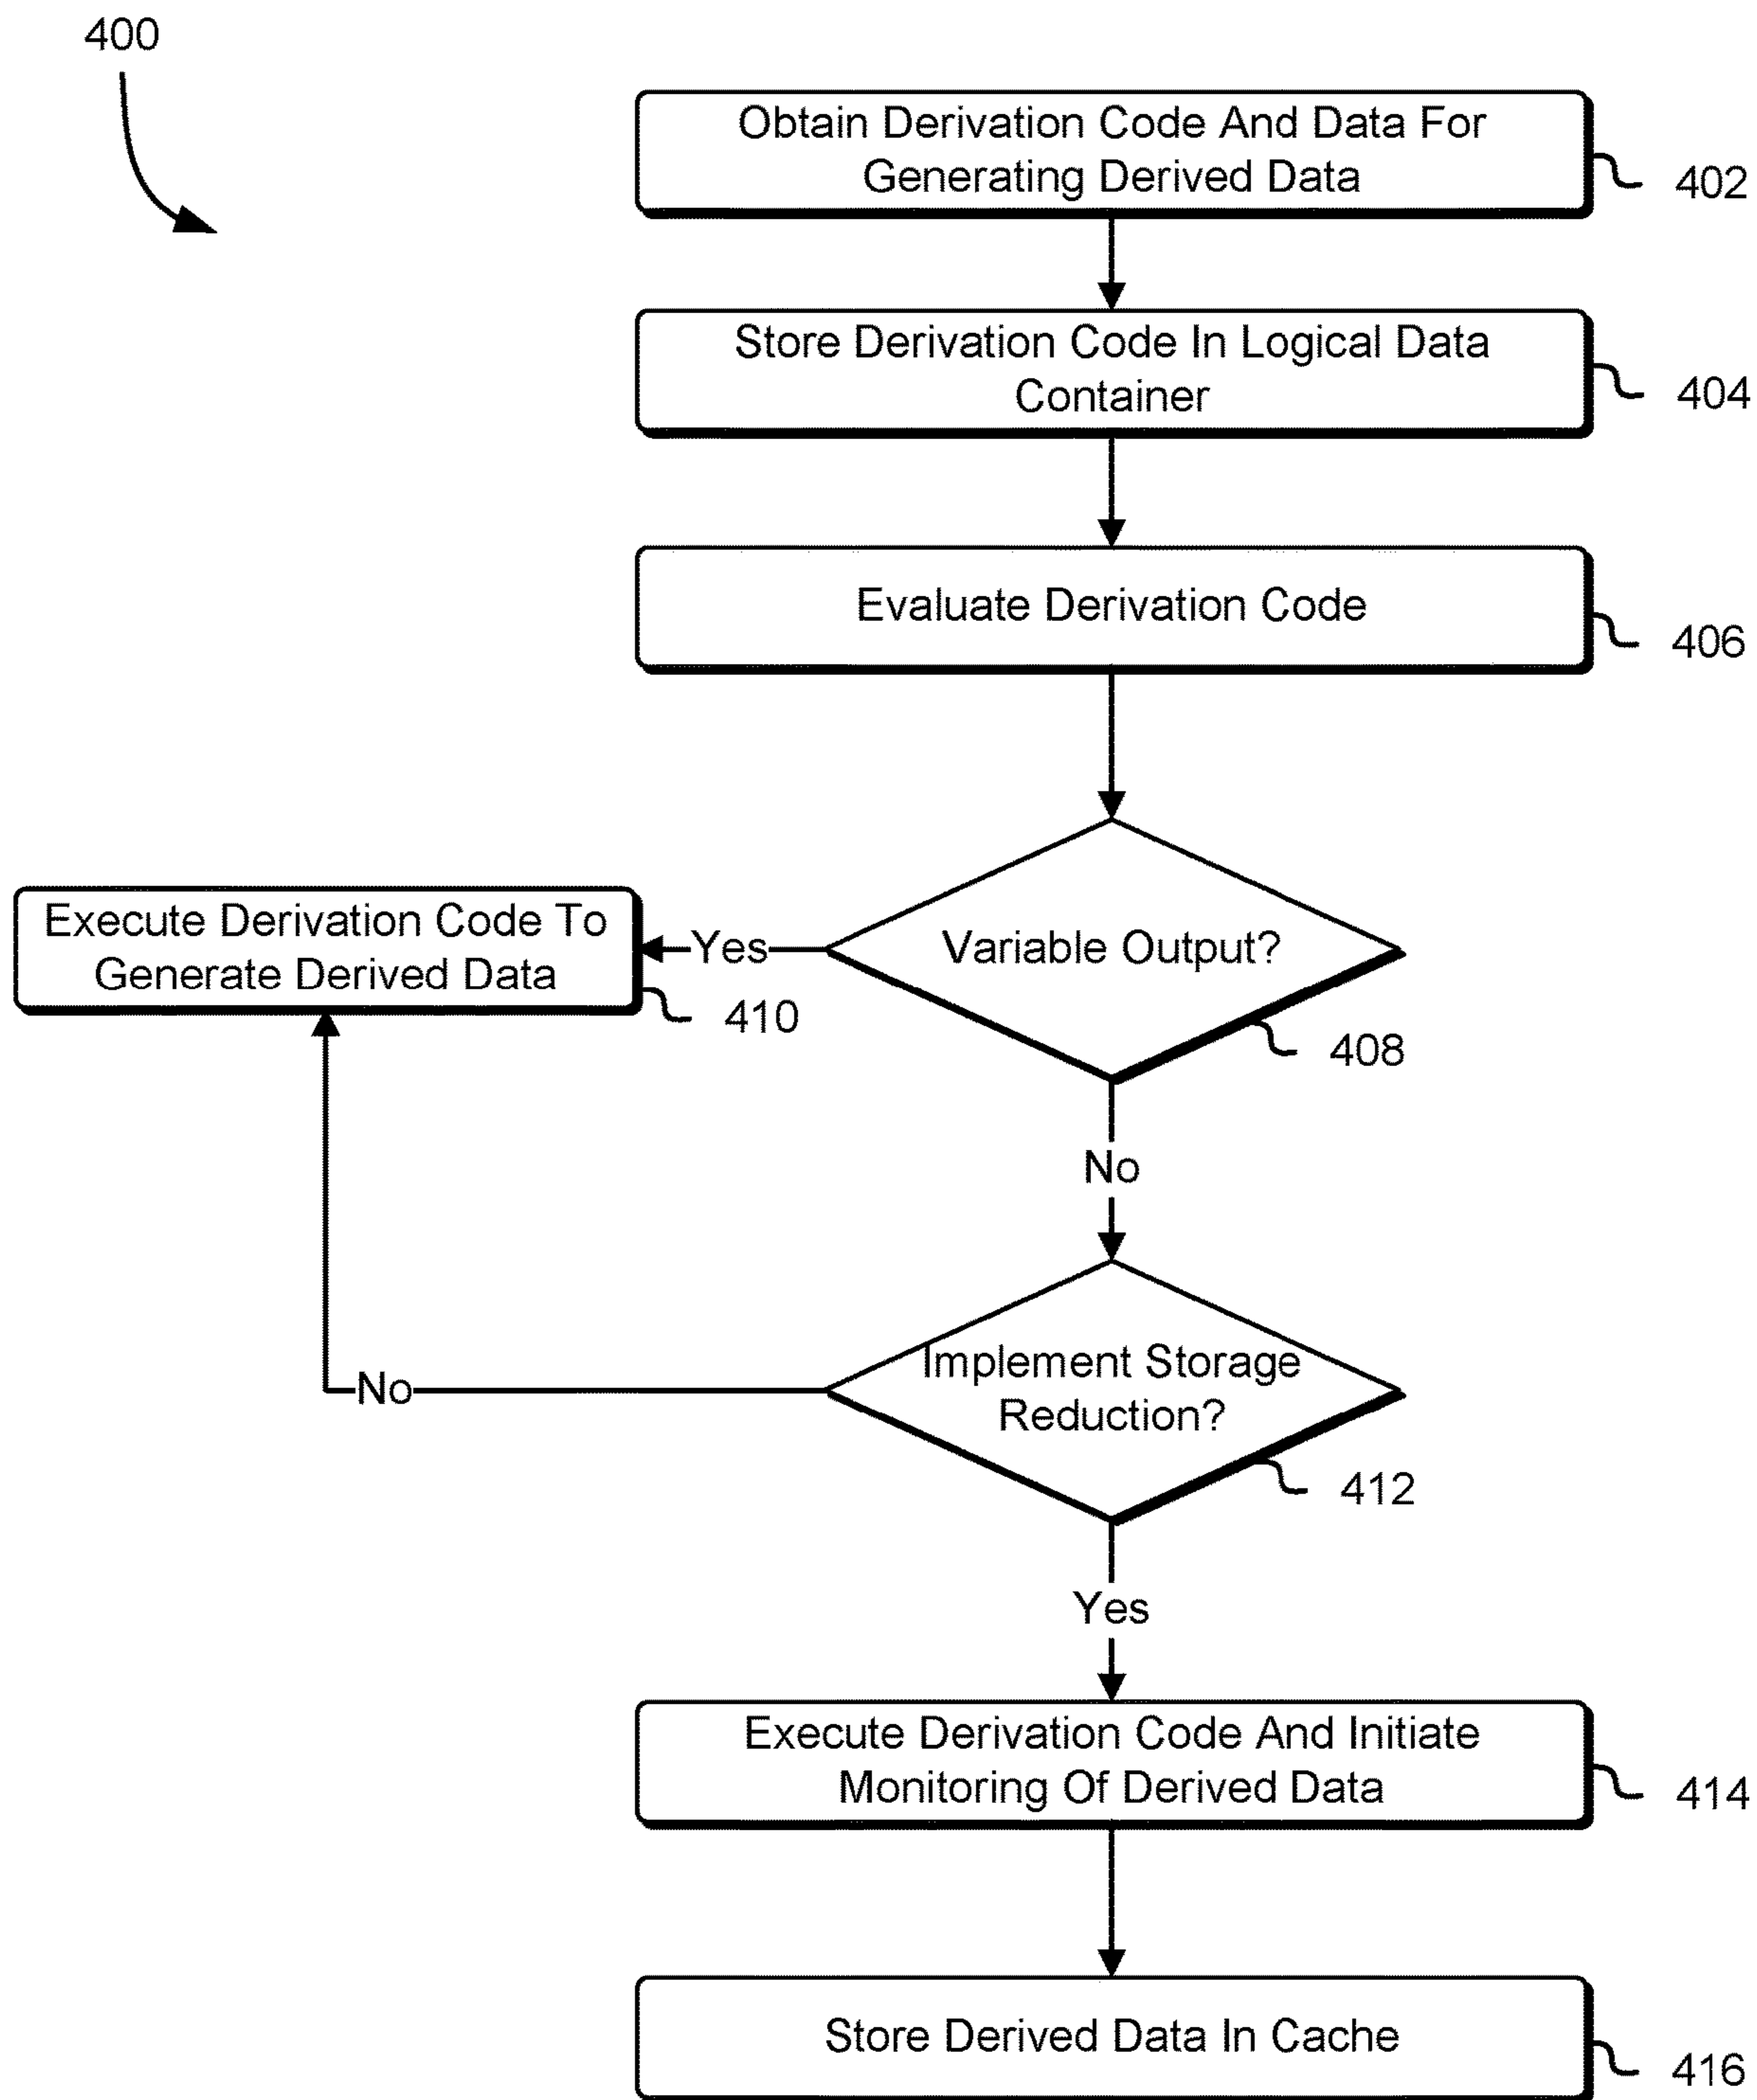 400
Obtain Derivation Code And Data For
Generating Derived Data
402
Store Derivation Code In Logical Data
Container
404
Evaluate Derivation Code
406
Execute Derivation Code To
Generate Derived Data
410
Yes
Variable Output?
408
No
Implement Storage
Reduction?
412
No
Yes
Execute Derivation Code And Initiate
Monitoring Of Derived Data
414
Store Derived Data In Cache
416